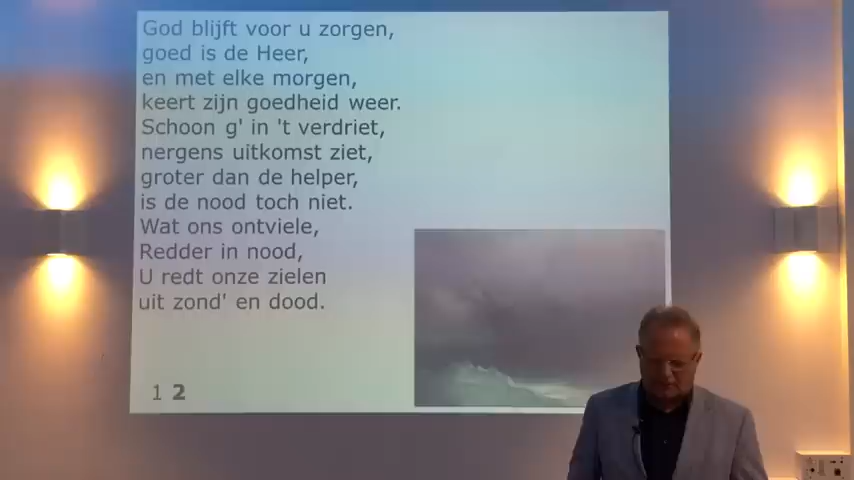 God blijft voor u zorgen,
goed is de Heer,
en met elke morgen,
keert zijn goedheid weer.
Schoon g' in 't verdriet,
nergens uitkomst ziet,
groter dan de helper,
is de nood toch niet.
Wat ons ontviele,
Redder in nood,
U redt onze zielen
uit zond' en dood.
1 2